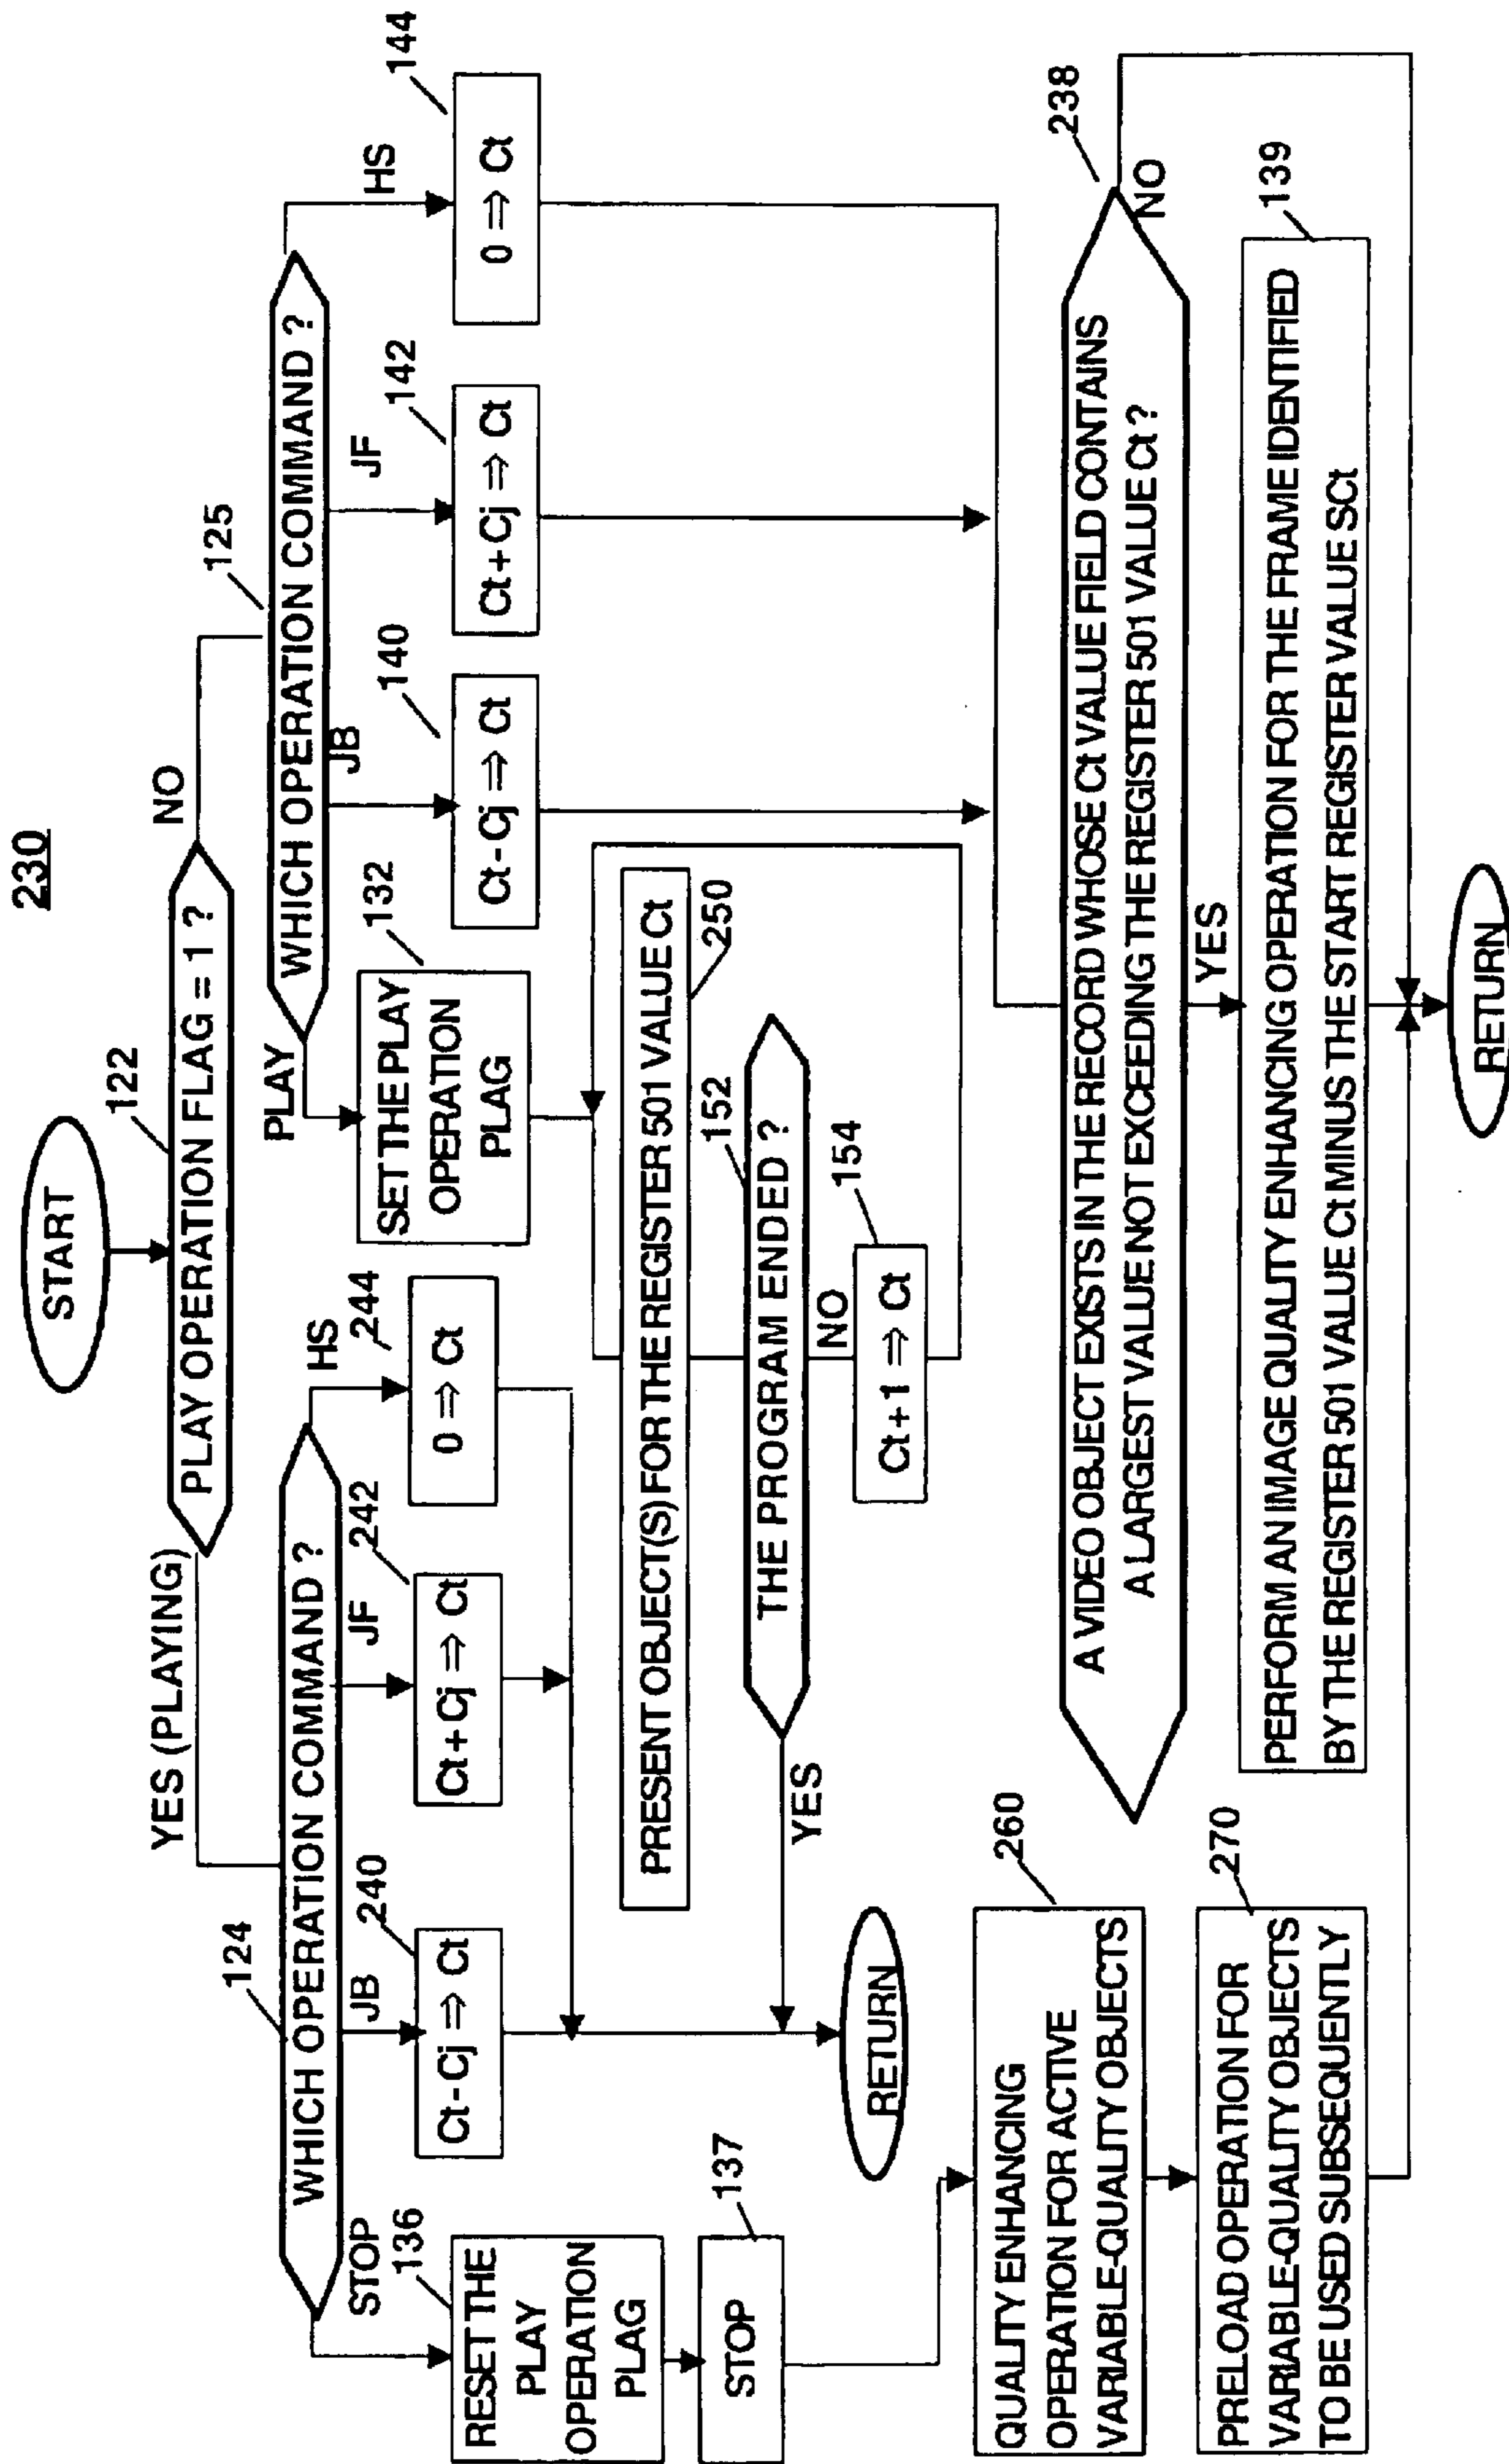 230
START
122
PLAY OPERATION FLAG = 1 ?
YES (PLAYING)
NO
124
WHICH OPERATION COMMAND ?
125
WHICH OPERATION COMMAND ?
STOP
JB
JF
HS
PLAY
JB
JF
HS
136
RESET THE
PLAY
OPERATION
PLAG
240
Ct - Cj ⇒ Ct
242
Ct + Cj ⇒ Ct
244
0 ⇒ Ct
132
SET THE PLAY
OPERATION
PLAG
140
Ct - Cj ⇒ Ct
142
Ct + Cj ⇒ Ct
144
0 ⇒ Ct
137
STOP
PRESENT OBJECT(S) FOR THE REGISTER 501 VALUE Ct
250
152
THE PROGRAM ENDED ?
YES
NO
154
Ct + 1 ⇒ Ct
RETURN
260
QUALITY ENHANCING
OPERATION FOR ACTIVE
VARIABLE-QUALITY OBJECTS
270
PRELOAD OPERATION FOR
VARIABLE-QUALITY OBJECTS
TO BE USED SUBSEQUENTLY
238
A VIDEO OBJECT EXISTS IN THE RECORD WHOSE Ct VALUE FIELD CONTAINS
A LARGEST VALUE NOT EXCEEDING THE REGISTER 501 VALUE Ct ?
YES
NO
139
PERFORM AN IMAGE QUALITY ENHANCING OPERATION FOR THE FRAME IDENTIFIED
BY THE REGISTER 501 VALUE Ct MINUS THE START REGISTER VALUE SCt
RETURN